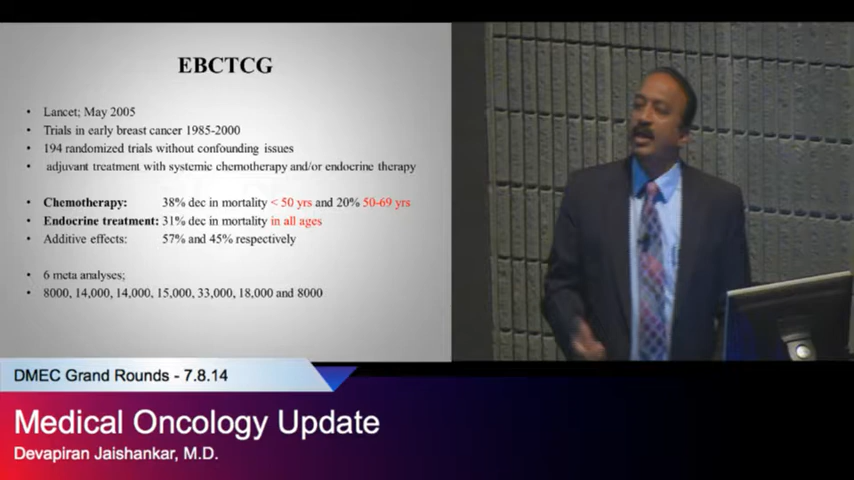 EBCTCG
• Lancet; May 2005
• Trials in early breast cancer 1985-2000
• 194 randomized trials without confounding issues
• adjuvant treatment with systemic chemotherapy and/or endocrine therapy
• Chemotherapy: 38% dec in mortality < 50 yrs and 20% 50-69 yrs
• Endocrine treatment: 31% dec in mortality in all ages
• Additive effects: 57% and 45% respectively
• 6 meta analyses;
• 8000, 14,000, 14,000, 15,000, 33,000, 18,000 and 8000
DMEC Grand Rounds - 7.8.14
Medical Oncology Update
Devapiran Jaishankar, M.D.